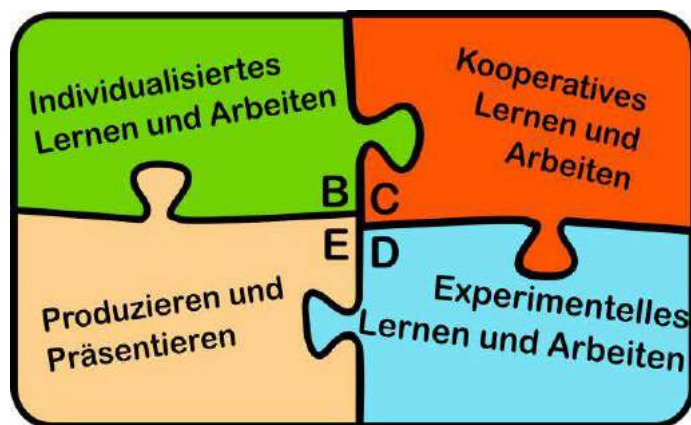 Individualisiertes
Lernen und Arbeiten
B
Kooperatives
Lernen und
Arbeiten
C
E
Produzieren und
Präsentieren
D
Experimentelles
Lernen und Arbeiten